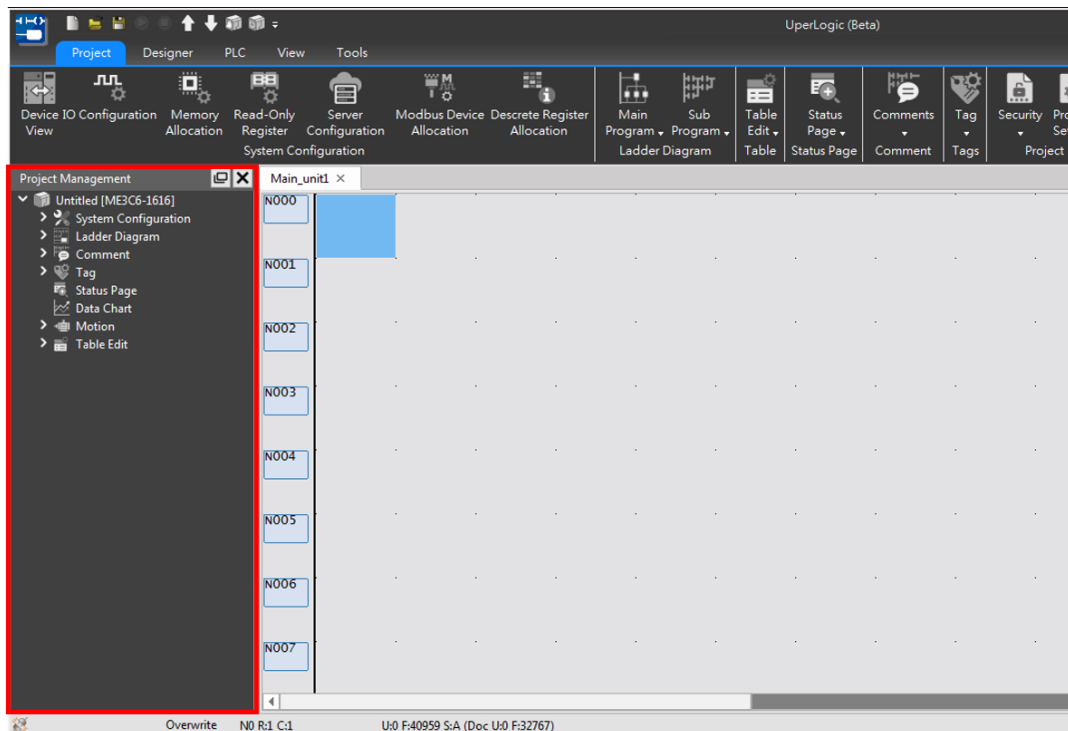 UperLogic (Beta)
Project Designer PLC View Tools
Device View
IO Configuration
Memory Allocation
Read-Only Register
Server Configuration
Modbus Device Allocation
Descrete Register Allocation
System Configuration
Main Program
Sub Program
Ladder Diagram
Table Edit
Table
Status Page
Status Page
Comments
Comment
Tag
Tags
Security
Project
Project Management
Main_unit1
Untitled [ME3C6-1616]
System Configuration
Ladder Diagram
Comment
Tag
Status Page
Data Chart
Motion
Table Edit
N000
N001
N002
N003
N004
N005
N006
N007
Overwrite N0 R:1 C:1 U:0 F:40959 S:A (Doc U:0 F:32767)